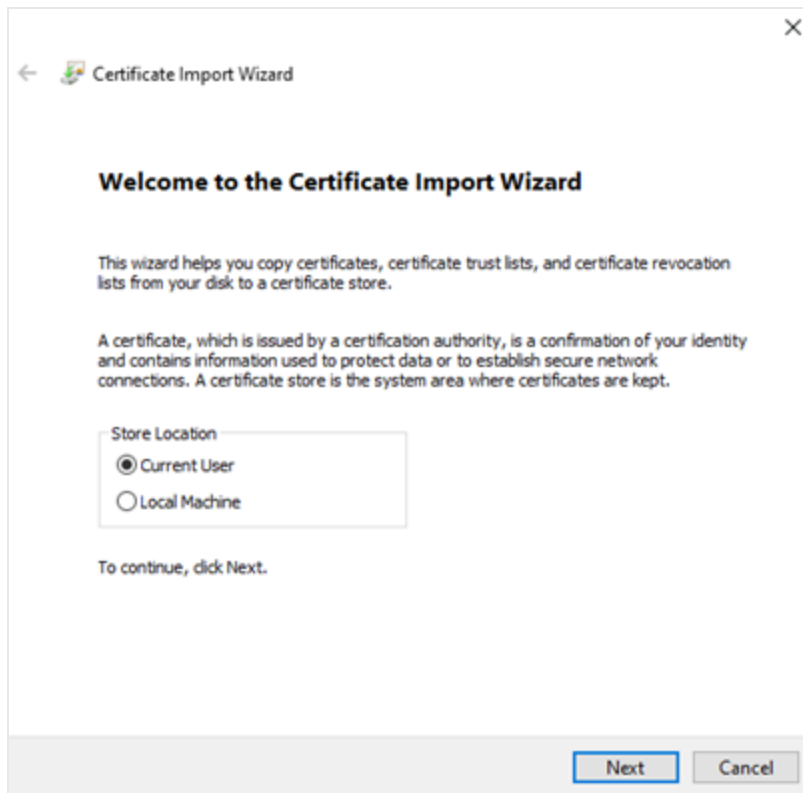 Certificate Import Wizard
Welcome to the Certificate Import Wizard
This wizard helps you copy certificates, certificate trust lists, and certificate revocation
lists from your disk to a certificate store.
A certificate, which is issued by a certification authority, is a confirmation of your identity
and contains information used to protect data or to establish secure network
connections. A certificate store is the system area where certificates are kept.
Store Location
Current User
Local Machine
To continue, click Next.
Next Cancel